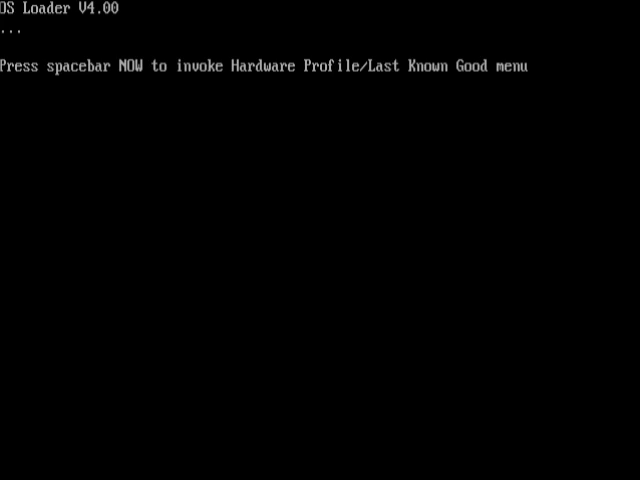 OS Loader V4.00
...
Press spacebar NOW to invoke Hardware Profile/Last Known Good menu